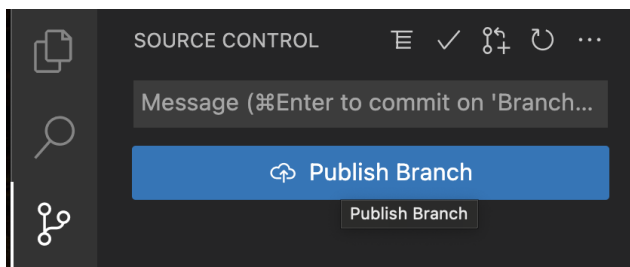 SOURCE CONTROL
Message (⌘Enter to commit on 'Branch...
Publish Branch
Publish Branch